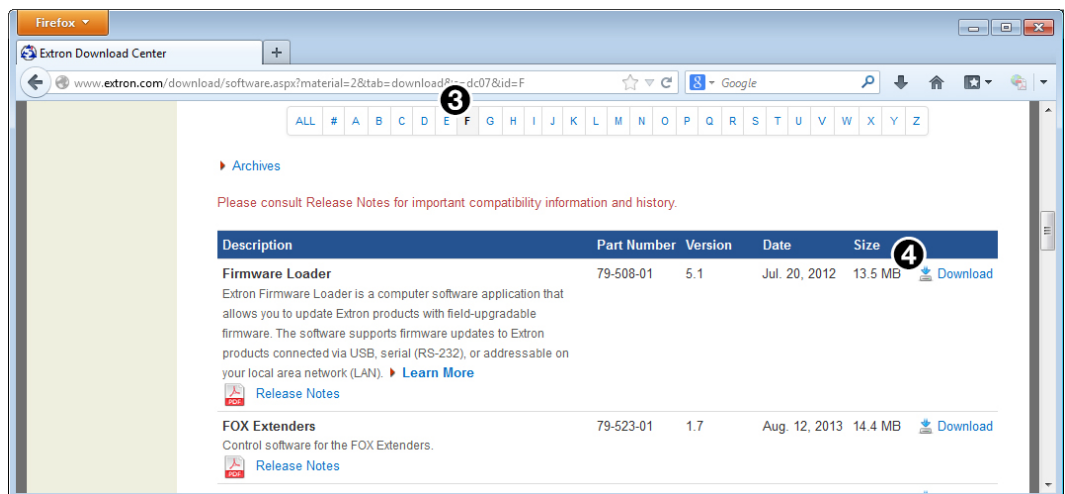 Firefox
Extron Download Center
www.extron.com/download/software.aspx?material=2&tab=download&s=dc07&id=F
Google
3
ALL # A B C D E F G H I J K L M N O P Q R S T U V W X Y Z
Archives
Please consult Release Notes for important compatibility information and history.
Description Part Number Version Date Size
4
Firmware Loader 79-508-01 5.1 Jul. 20, 2012 13.5 MB Download
Extron Firmware Loader is a computer software application that
allows you to update Extron products with field-upgradable
firmware. The software supports firmware updates to Extron
products connected via USB, serial (RS-232), or addressable on
your local area network (LAN). Learn More
PDF Release Notes
FOX Extenders 79-523-01 1.7 Aug. 12, 2013 14.4 MB Download
Control software for the FOX Extenders.
PDF Release Notes